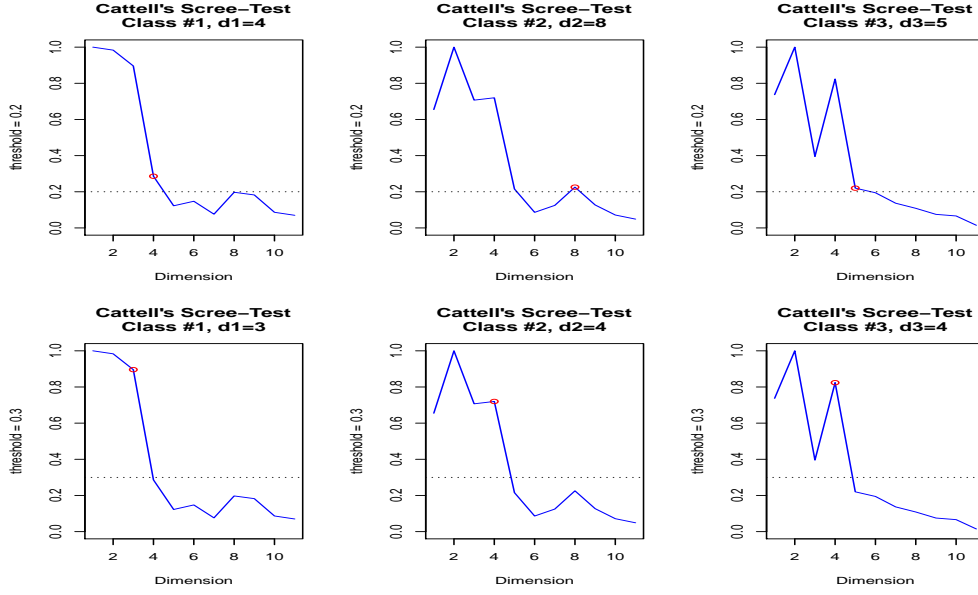 Cattell's Scree−Test
Class #1, d1=4
threshold = 0.2
0.0 0.2 0.4 0.6 0.8 1.0
2 4 6 8 10
Dimension
Cattell's Scree−Test
Class #2, d2=8
threshold = 0.2
0.0 0.2 0.4 0.6 0.8 1.0
2 4 6 8 10
Dimension
Cattell's Scree−Test
Class #3, d3=5
threshold = 0.2
0.0 0.2 0.4 0.6 0.8 1.0
2 4 6 8 10
Dimension
Cattell's Scree−Test
Class #1, d1=3
threshold = 0.3
0.0 0.2 0.4 0.6 0.8 1.0
2 4 6 8 10
Dimension
Cattell's Scree−Test
Class #2, d2=4
threshold = 0.3
0.0 0.2 0.4 0.6 0.8 1.0
2 4 6 8 10
Dimension
Cattell's Scree−Test
Class #3, d3=4
threshold = 0.3
0.0 0.2 0.4 0.6 0.8 1.0
2 4 6 8 10
Dimension